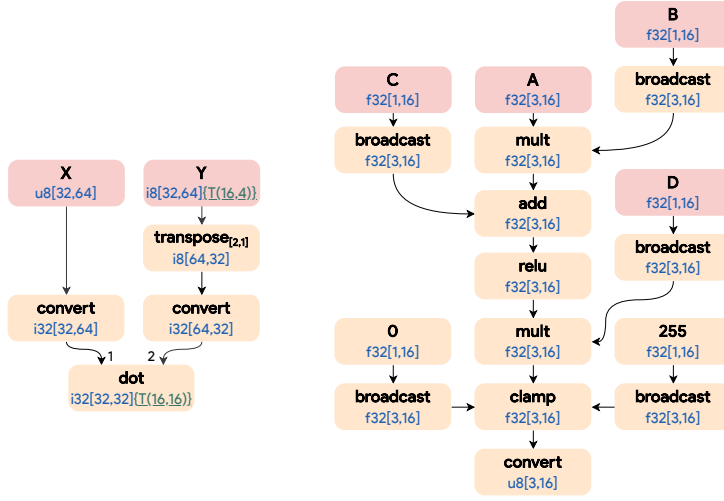 X
u8[32,64]
Y
i8[32,64]{T(16,4)}
transpose[2,1]
i8[64,32]
convert
i32[32,64]
convert
i32[64,32]
1
2
dot
i32[32,32]{T(16,16)}
B
f32[1,16]
C
f32[1,16]
A
f32[3,16]
broadcast
f32[3,16]
broadcast
f32[3,16]
mult
f32[3,16]
add
f32[3,16]
D
f32[1,16]
relu
f32[3,16]
broadcast
f32[3,16]
0
f32[1,16]
mult
f32[3,16]
255
f32[1,16]
broadcast
f32[3,16]
clamp
f32[3,16]
broadcast
f32[3,16]
convert
u8[3,16]